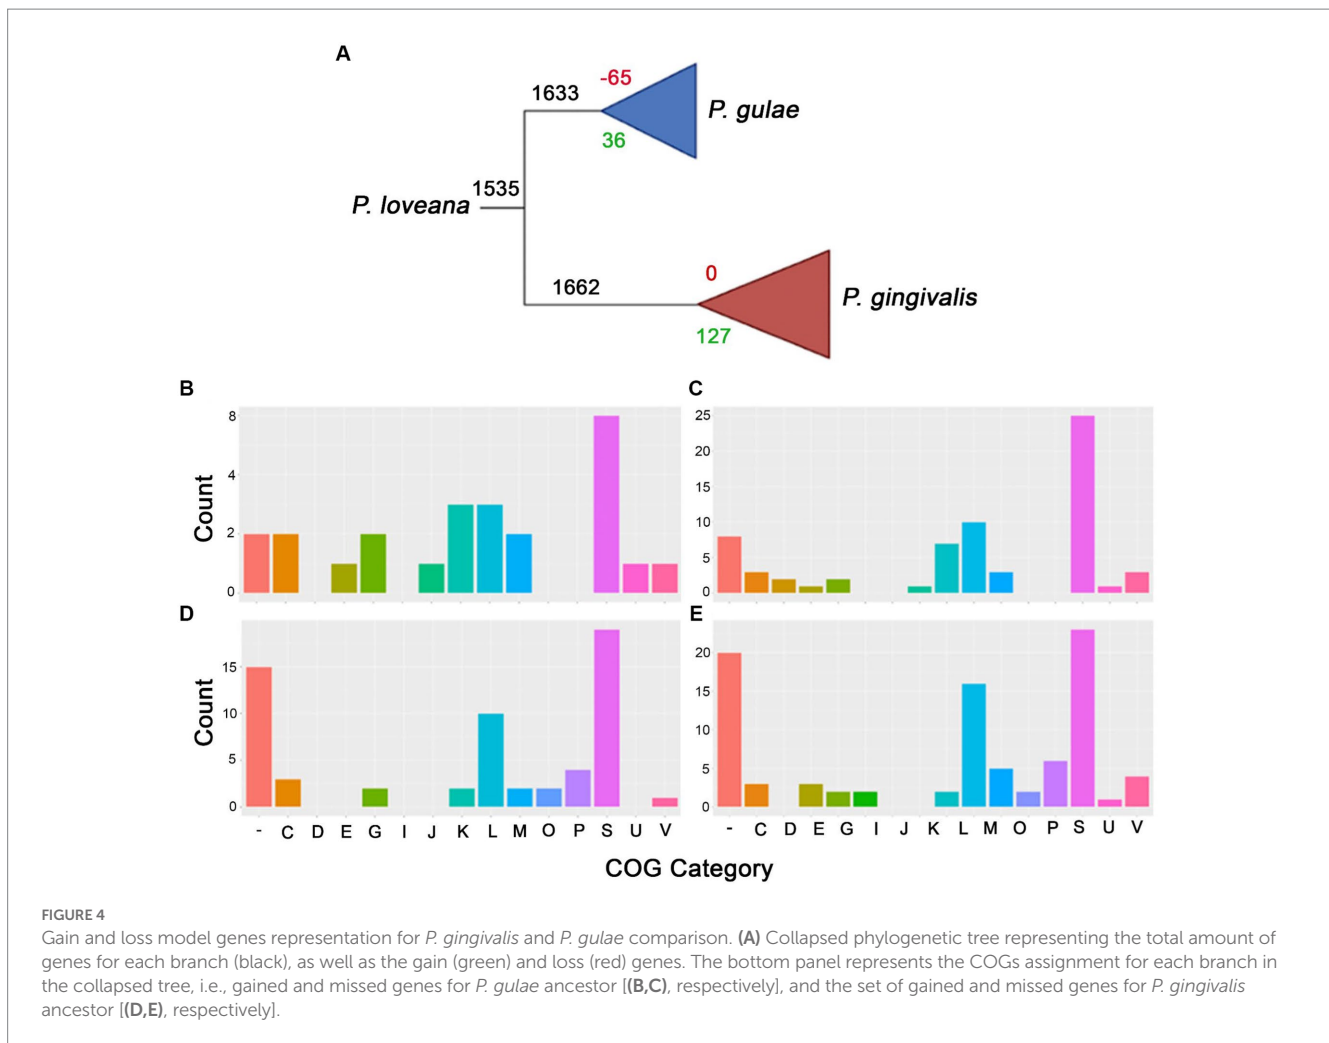 A
-65
1633
P. gulae
36
1535
P. loveana
0
1662
P. gingivalis
127
B
C
8
4
2
0
Count
25
20
15
10
5
0
D
E
15
10
5
0
Count
20
15
10
5
0
- C D E G I J K L M O P S U V
- C D E G I J K L M O P S U V
COG Category
FIGURE 4
Gain and loss model genes representation for P. gingivalis and P. gulae comparison. (A) Collapsed phylogenetic tree representing the total amount of
genes for each branch (black), as well as the gain (green) and loss (red) genes. The bottom panel represents the COGs assignment for each branch in
the collapsed tree, i.e., gained and missed genes for P. gulae ancestor [(B,C), respectively], and the set of gained and missed genes for P. gingivalis
ancestor [(D,E), respectively].